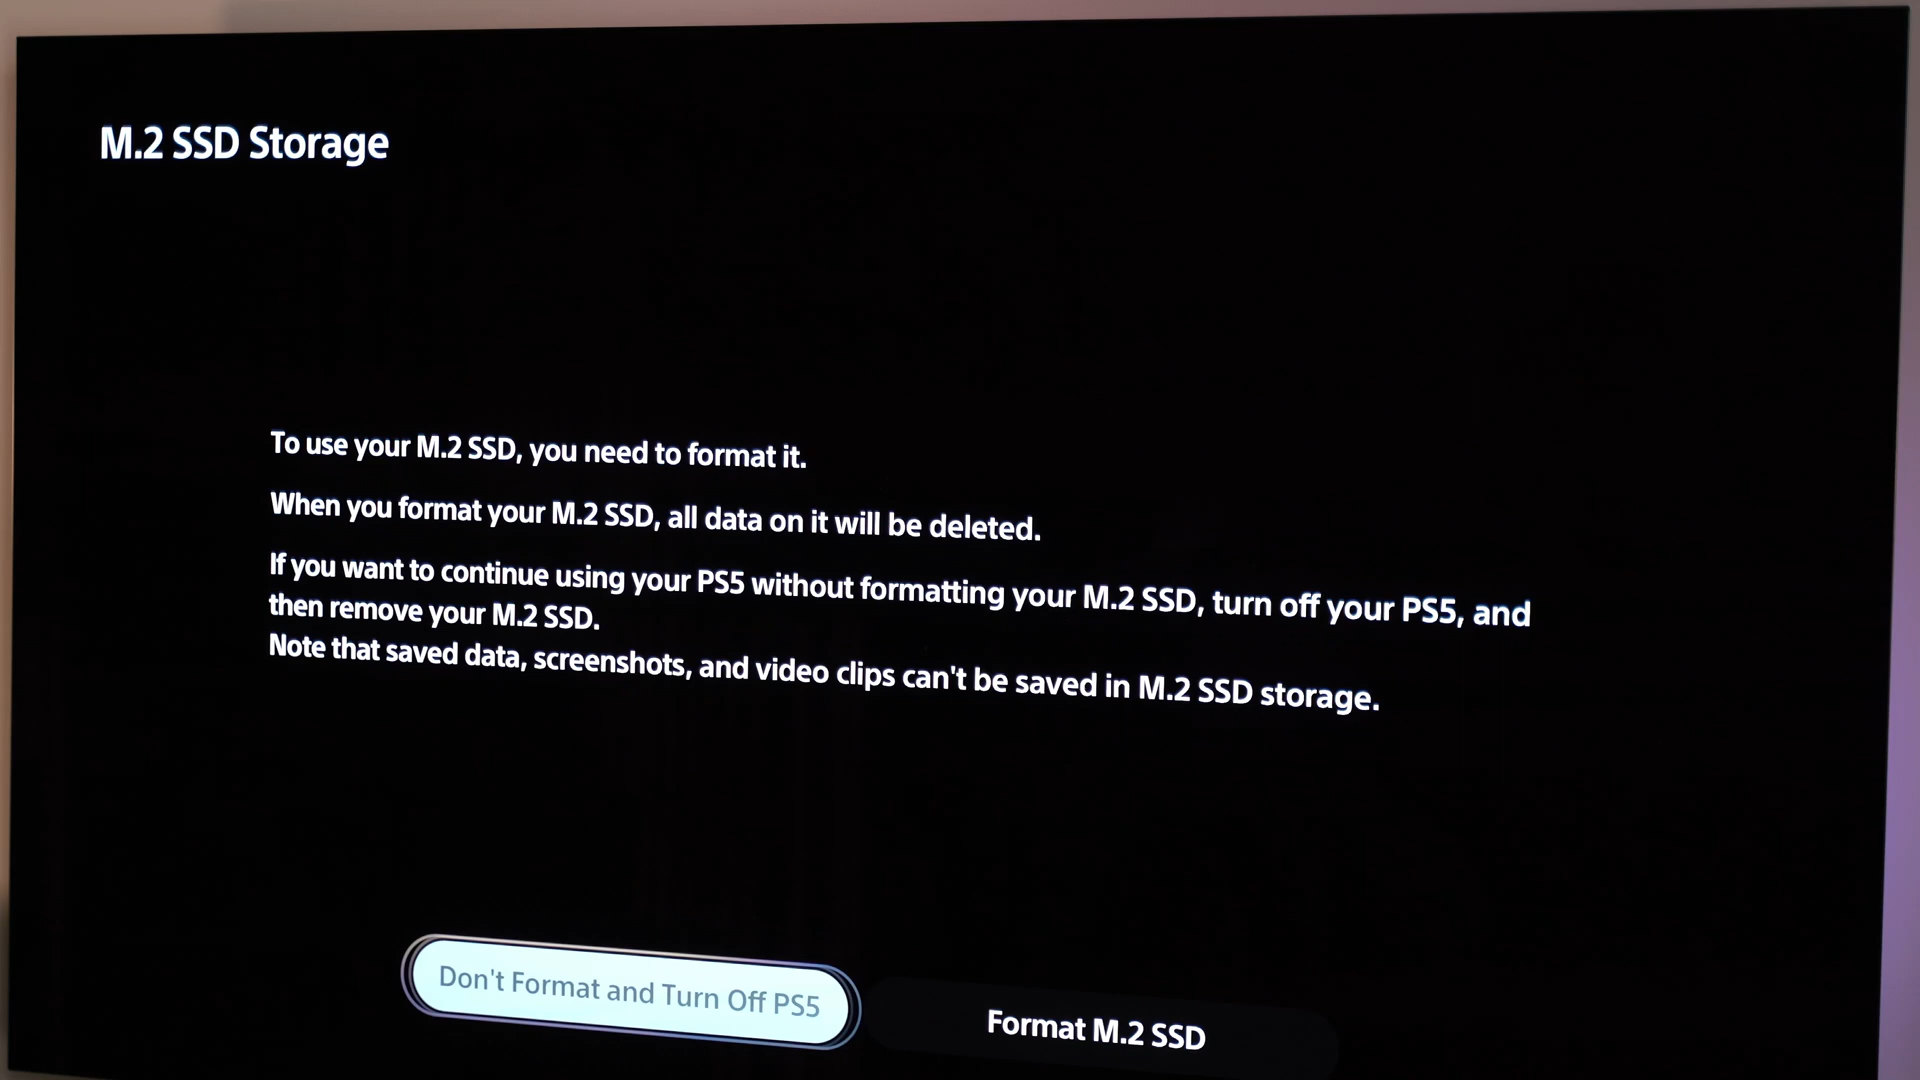 M.2 SSD Storage
To use your M.2 SSD, you need to format it.
When you format your M.2 SSD, all data on it will be deleted.
If you want to continue using your PS5 without formatting your M.2 SSD, turn off your PS5, and
then remove your M.2 SSD.
Note that saved data, screenshots, and video clips can't be saved in M.2 SSD storage.
Don't Format and Turn Off PS5
Format M.2 SSD